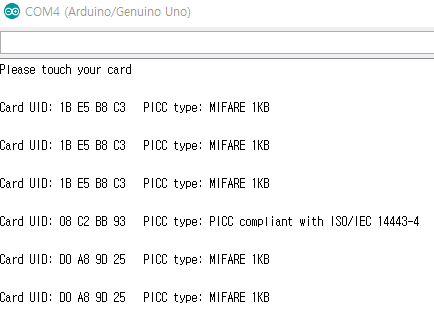 COM4 (Arduino/Genuino Uno)
Please touch your card
Card UID: 1B E5 B8 C3 PICC type: MIFARE 1KB
Card UID: 1B E5 B8 C3 PICC type: MIFARE 1KB
Card UID: 1B E5 B8 C3 PICC type: MIFARE 1KB
Card UID: 08 C2 BB 93 PICC type: PICC compliant with ISO/IEC 14443-4
Card UID: D0 A8 9D 25 PICC type: MIFARE 1KB
Card UID: D0 A8 9D 25 PICC type: MIFARE 1KB